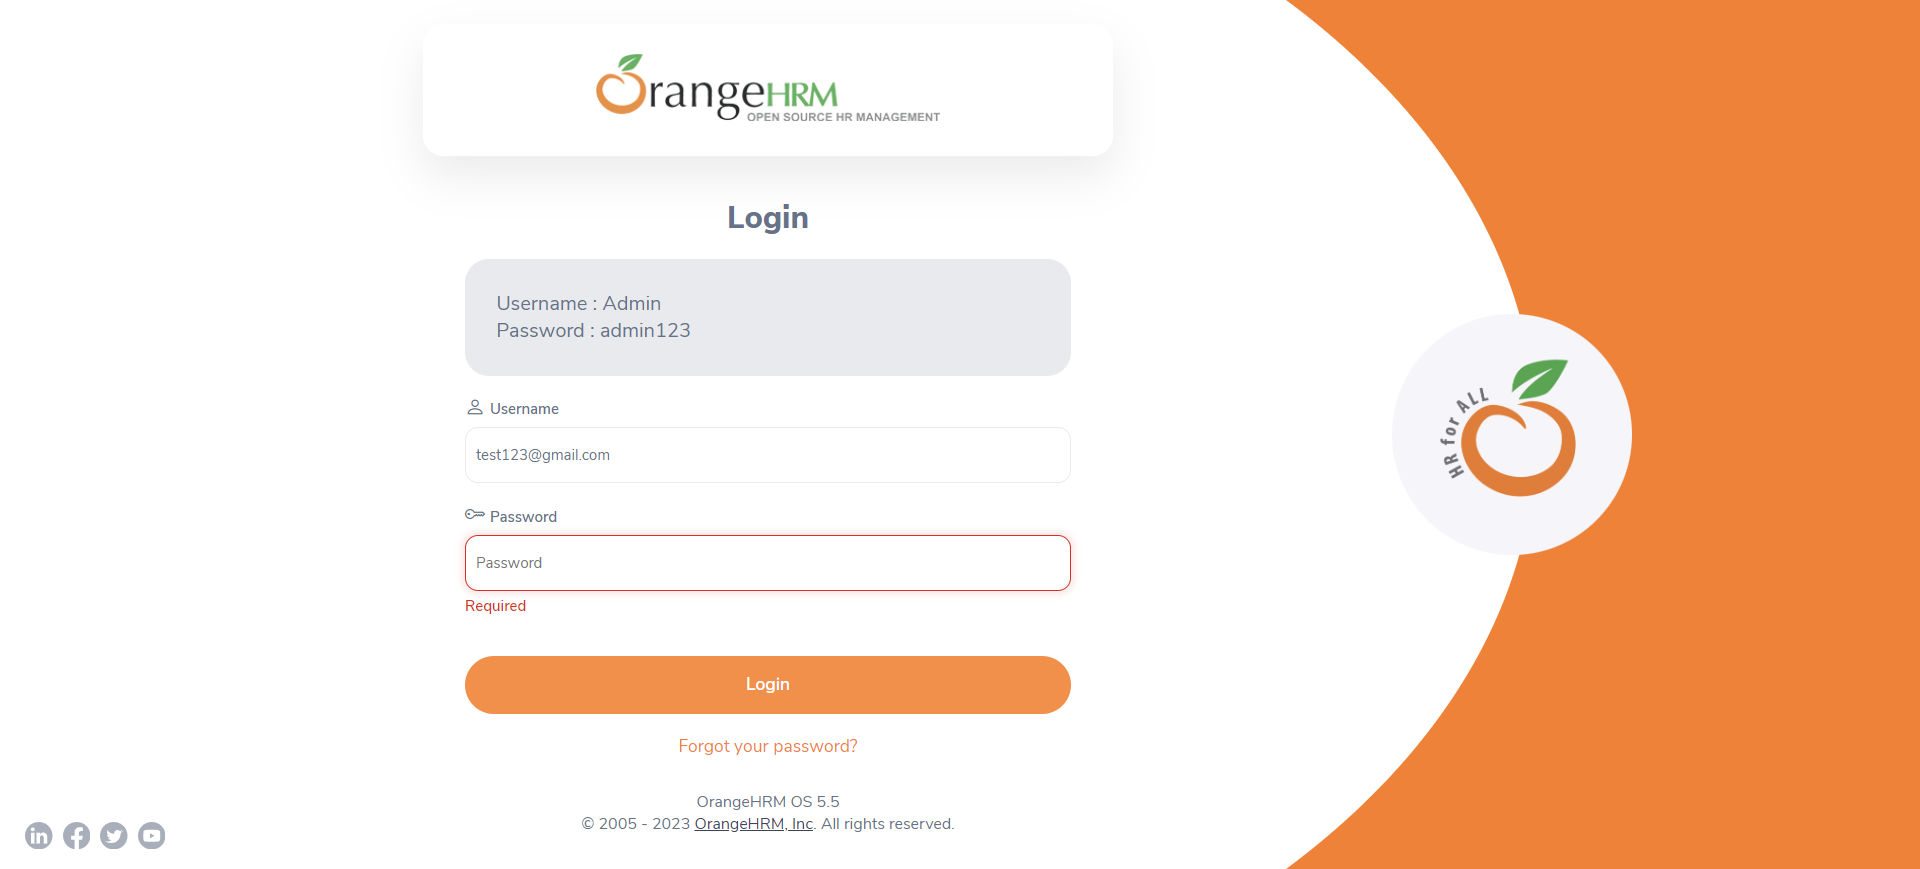 OrangeHRM
OPEN SOURCE HR MANAGEMENT
Login
Username : Admin
Password : admin123
Username
test123@gmail.com
Password
Password
Required
Login
Forgot your password?
OrangeHRM OS 5.5
© 2005 - 2023 OrangeHRM, Inc. All rights reserved.
HR for ALL